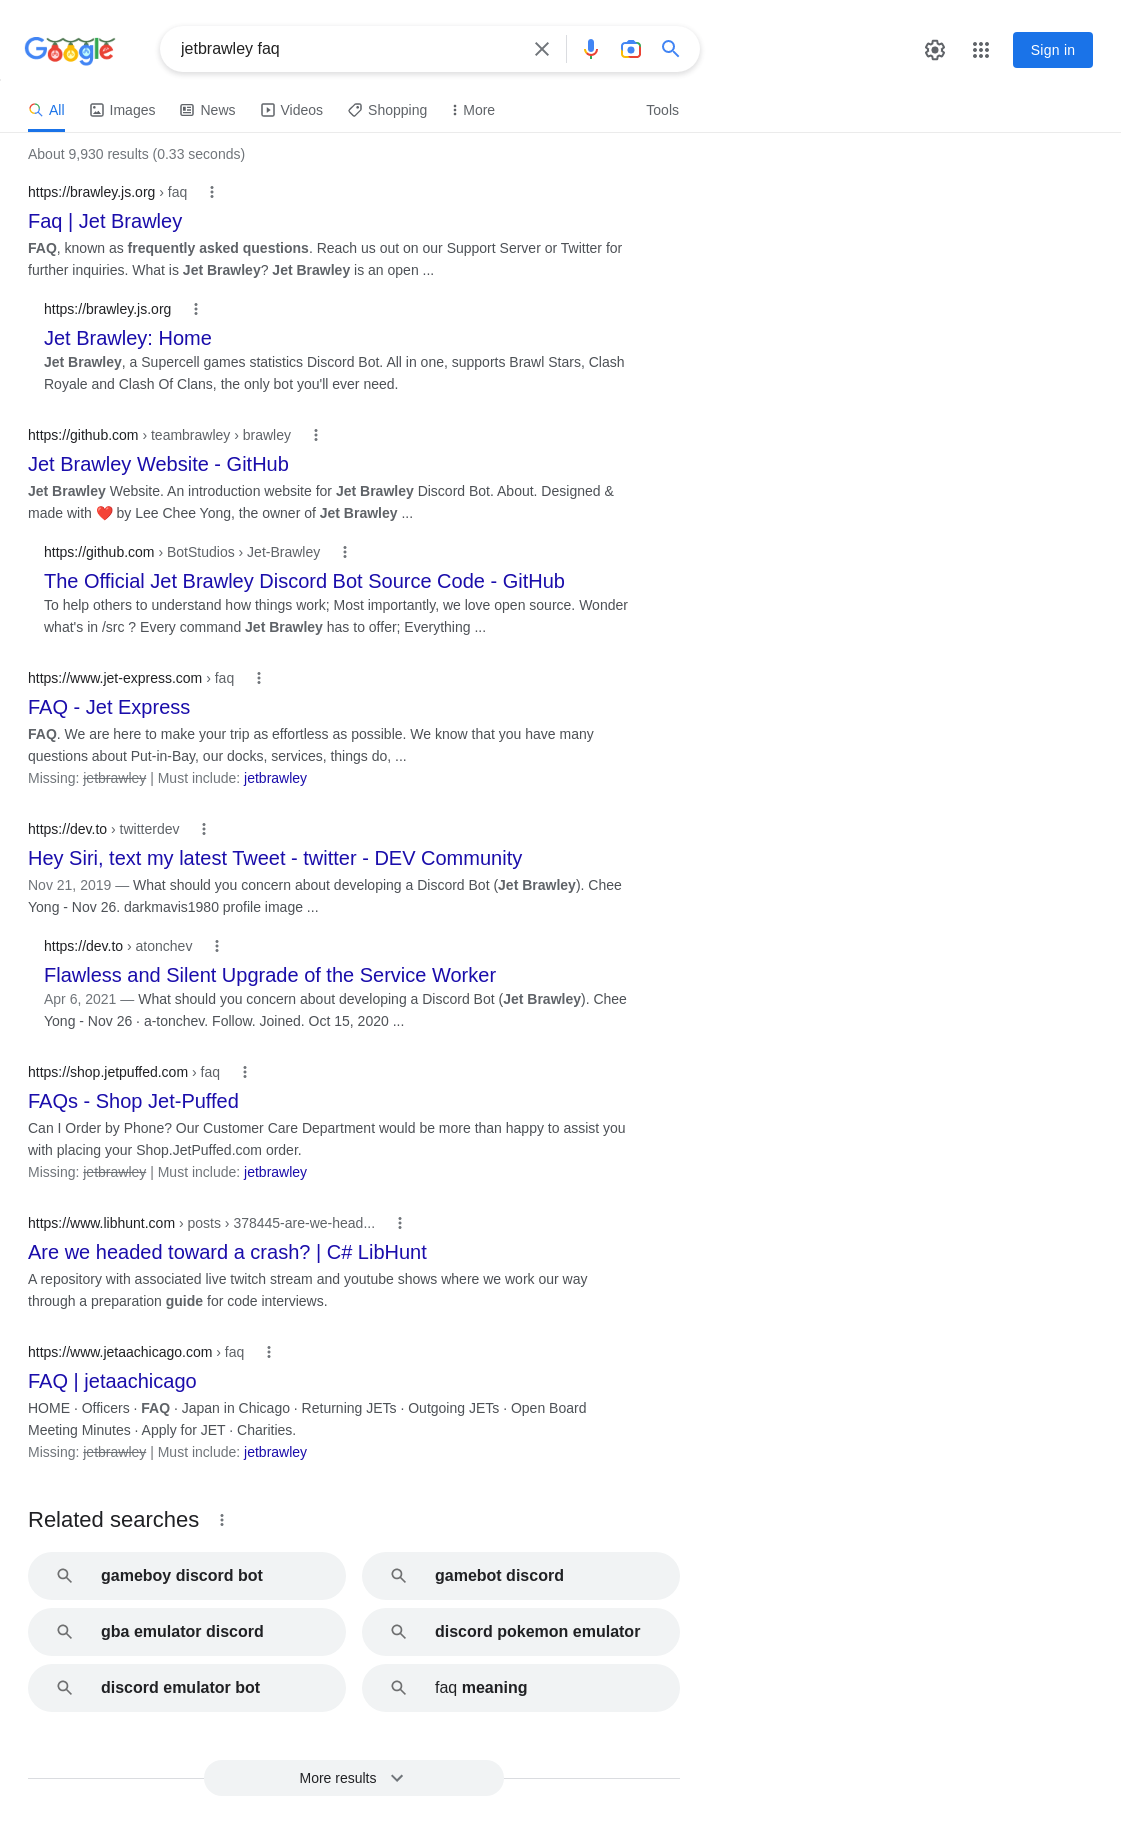 Google
jetbrawley faq
Sign in
All
Images
News
Videos
Shopping
More
Tools
About 9,930 results (0.33 seconds)
https://brawley.js.org › faq
Faq | Jet Brawley
FAQ, known as frequently asked questions. Reach us out on our Support Server or Twitter for
further inquiries. What is Jet Brawley? Jet Brawley is an open ...
https://brawley.js.org
Jet Brawley: Home
Jet Brawley, a Supercell games statistics Discord Bot. All in one, supports Brawl Stars, Clash
Royale and Clash Of Clans, the only bot you'll ever need.
https://github.com › teambrawley › brawley
Jet Brawley Website - GitHub
Jet Brawley Website. An introduction website for Jet Brawley Discord Bot. About. Designed &
made with ❤️ by Lee Chee Yong, the owner of Jet Brawley ...
https://github.com › BotStudios › Jet-Brawley
The Official Jet Brawley Discord Bot Source Code - GitHub
To help others to understand how things work; Most importantly, we love open source. Wonder
what's in /src ? Every command Jet Brawley has to offer; Everything ...
https://www.jet-express.com › faq
FAQ - Jet Express
FAQ. We are here to make your trip as effortless as possible. We know that you have many
questions about Put-in-Bay, our docks, services, things do, ...
Missing: jetbrawley | Must include: jetbrawley
https://dev.to › twitterdev
Hey Siri, text my latest Tweet - twitter - DEV Community
Nov 21, 2019 — What should you concern about developing a Discord Bot (Jet Brawley). Chee
Yong - Nov 26. darkmavis1980 profile image ...
https://dev.to › atonchev
Flawless and Silent Upgrade of the Service Worker
Apr 6, 2021 — What should you concern about developing a Discord Bot (Jet Brawley). Chee
Yong - Nov 26 · a-tonchev. Follow. Joined. Oct 15, 2020 ...
https://shop.jetpuffed.com › faq
FAQs - Shop Jet-Puffed
Can I Order by Phone? Our Customer Care Department would be more than happy to assist you
with placing your Shop.JetPuffed.com order.
Missing: jetbrawley | Must include: jetbrawley
https://www.libhunt.com › posts › 378445-are-we-head...
Are we headed toward a crash? | C# LibHunt
A repository with associated live twitch stream and youtube shows where we work our way
through a preparation guide for code interviews.
https://www.jetaachicago.com › faq
FAQ | jetaachicago
HOME · Officers · FAQ · Japan in Chicago · Returning JETs · Outgoing JETs · Open Board
Meeting Minutes · Apply for JET · Charities.
Missing: jetbrawley | Must include: jetbrawley
Related searches
gameboy discord bot
gamebot discord
gba emulator discord
discord pokemon emulator
discord emulator bot
faq meaning
More results